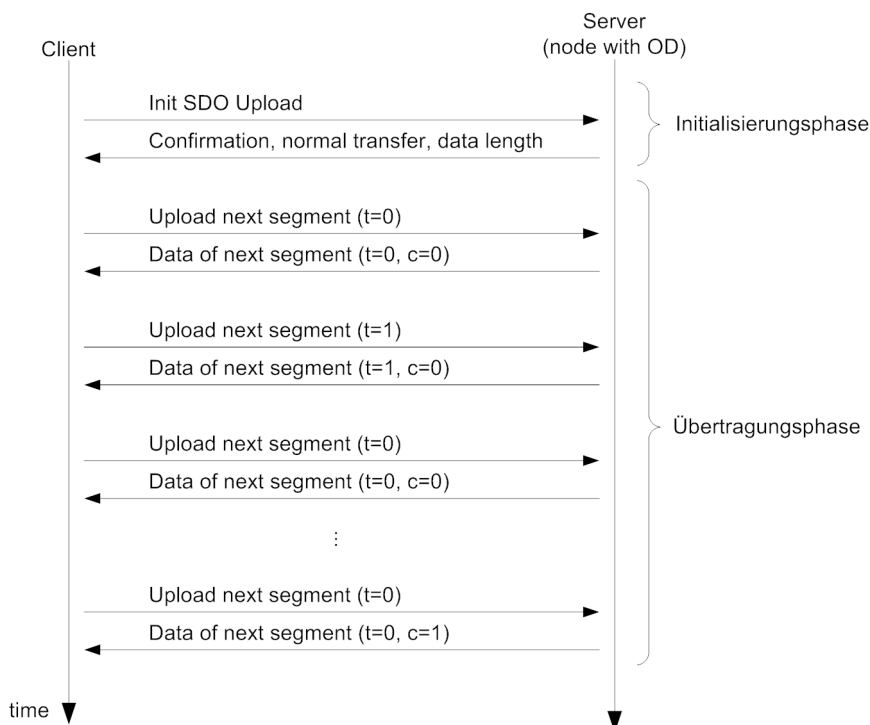 Client
Server
(node with OD)
Init SDO Upload
Confirmation, normal transfer, data length
Initialisierungsphase
Upload next segment (t=0)
Data of next segment (t=0, c=0)
Upload next segment (t=1)
Data of next segment (t=1, c=0)
Übertragungsphase
Upload next segment (t=0)
Data of next segment (t=0, c=0)
⋮
Upload next segment (t=0)
Data of next segment (t=0, c=1)
time